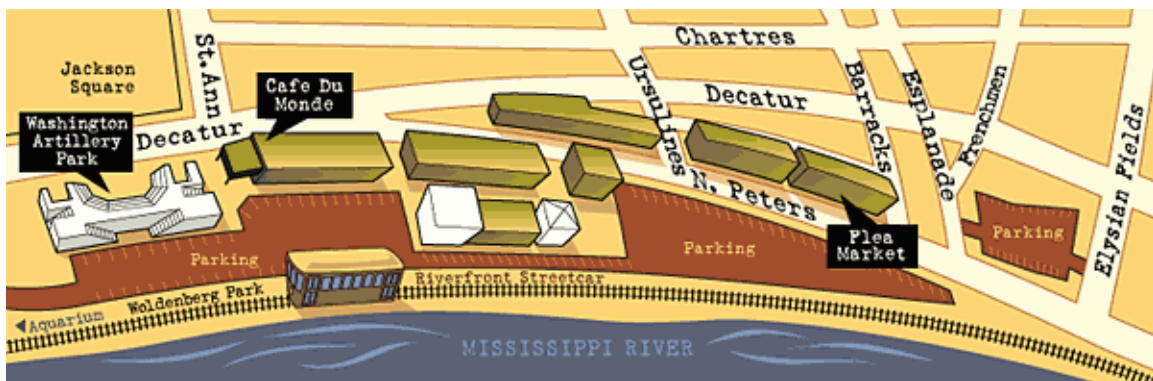 Jackson
Square
St. Ann
Cafe Du
Monde
Washington
Artillery
Park
Decatur
Chartres
Ursulines
Decatur
Barracks
Esplanade
Frenchmen
Elysian Fields
N. Peters
Plea
Market
Parking
Parking
Parking
Riverfront Streetcar
Woldenberg Park
Aquarium
MISSISSIPPI RIVER